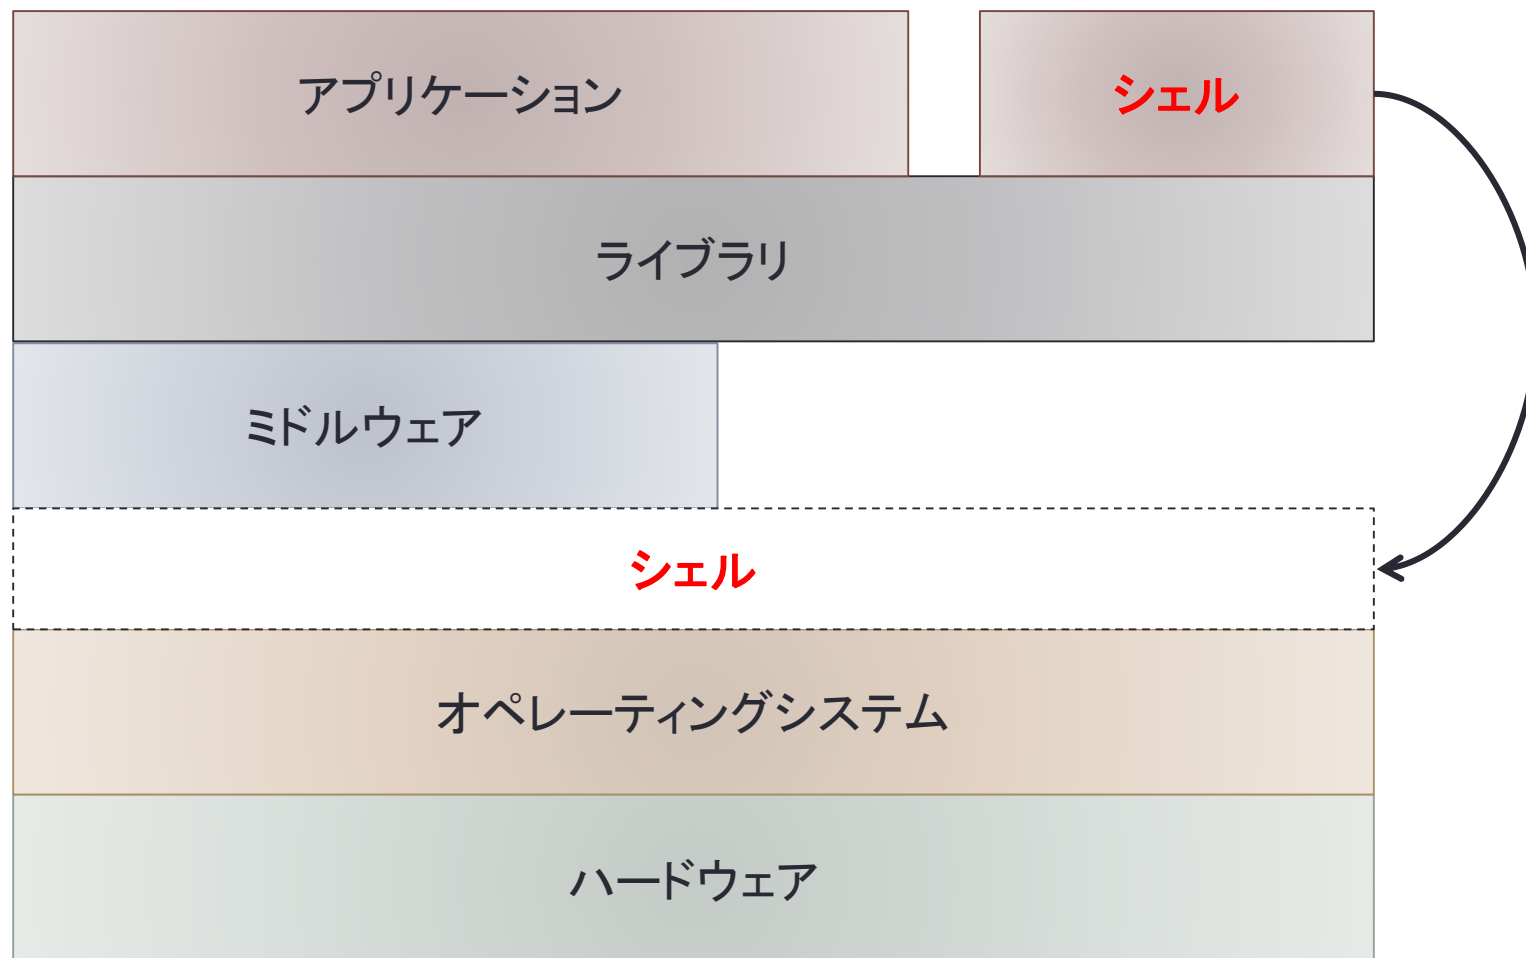 アプリケーション
シェル
ライブラリ
ミドルウェア
シェル
オペレーティングシステム
ハードウェア